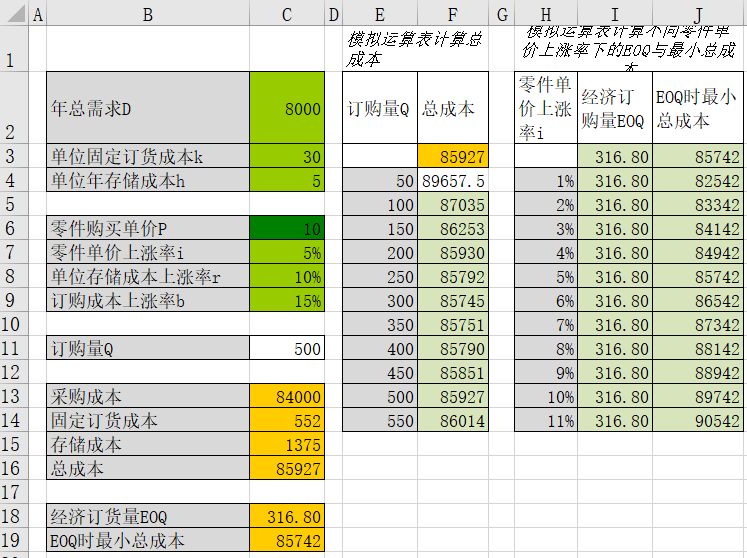 A B C D E F G H I J
1 模拟运算表计算总成本 模拟运算表计算不同零件单价上涨率下的EOQ与最小总成本
2 年总需求D 8000 订购量Q 总成本 零件单价上涨率i 经济订购量EOQ EOQ时最小总成本
3 单位固定订货成本k 30 85927 316.80 85742
4 单位年存储成本h 5 50 89657.5 1% 316.80 82542
5 100 87035 2% 316.80 83342
6 零件购买单价P 10 150 86253 3% 316.80 84142
7 零件单价上涨率i 5% 200 85930 4% 316.80 84942
8 单位存储成本上涨率r 10% 250 85792 5% 316.80 85742
9 订购成本上涨率b 15% 300 85745 6% 316.80 86542
10 350 85751 7% 316.80 87342
11 订购量Q 500 400 85790 8% 316.80 88142
12 450 85851 9% 316.80 88942
13 采购成本 84000 500 85927 10% 316.80 89742
14 固定订货成本 552 550 86014 11% 316.80 90542
15 存储成本 1375
16 总成本 85927
17
18 经济订货量EOQ 316.80
19 EOQ时最小总成本 85742